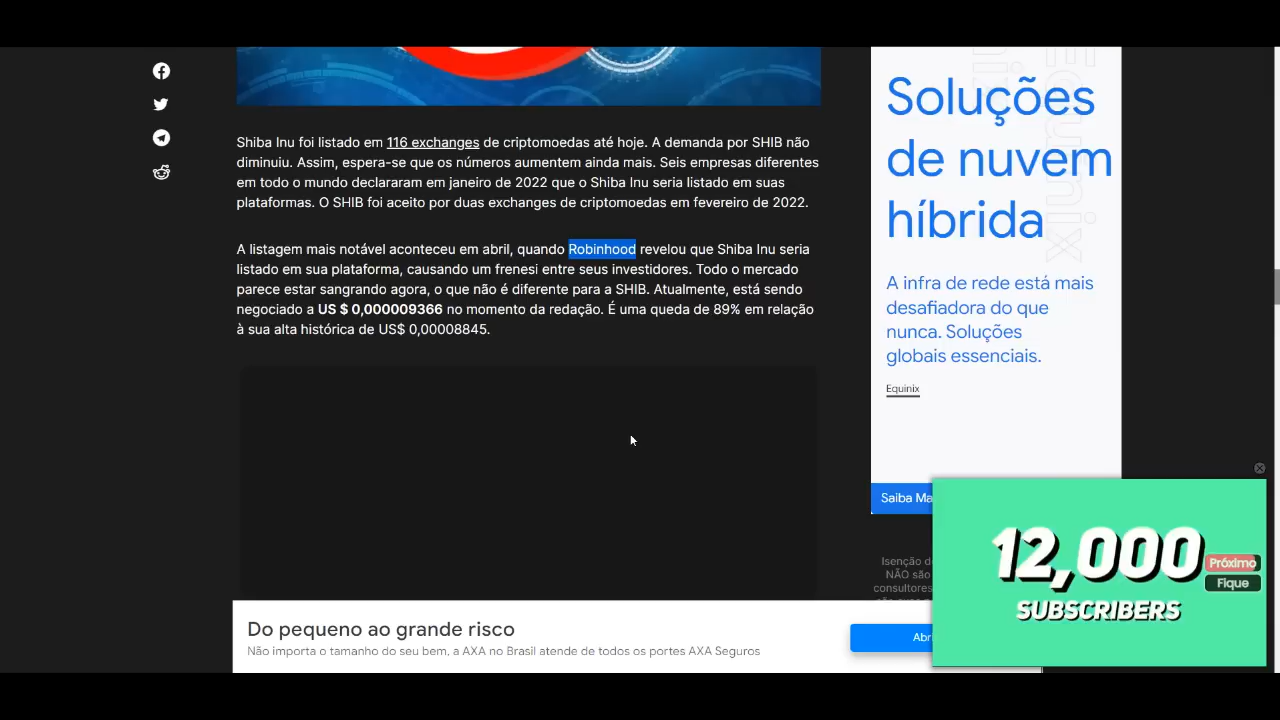 Shiba Inu foi listado em 116 exchanges de criptomoedas até hoje. A demanda por SHIB não
diminuiu. Assim, espera-se que os números aumentem ainda mais. Seis empresas diferentes
em todo o mundo declararam em janeiro de 2022 que o Shiba Inu seria listado em suas
plataformas. O SHIB foi aceito por duas exchanges de criptomoedas em fevereiro de 2022.
A listagem mais notável aconteceu em abril, quando Robinhood revelou que Shiba Inu seria
listado em sua plataforma, causando um frenesi entre seus investidores. Todo o mercado
parece estar sangrando agora, o que não é diferente para a SHIB. Atualmente, está sendo
negociado a US $ 0,000009366 no momento da redação. É uma queda de 89% em relação
à sua alta histórica de US$ 0,00008845.
Equinix
Soluções
de nuvem
híbrida
A infra de rede está mais
desafiadora do que
nunca. Soluções
globais essenciais.
Equinix
Saiba Ma
Isenção d
NÃO são
consultores
12,000
SUBSCRIBERS
Próximo
Fique
Do pequeno ao grande risco
Não importa o tamanho do seu bem, a AXA no Brasil atende de todos os portes AXA Seguros
Abri